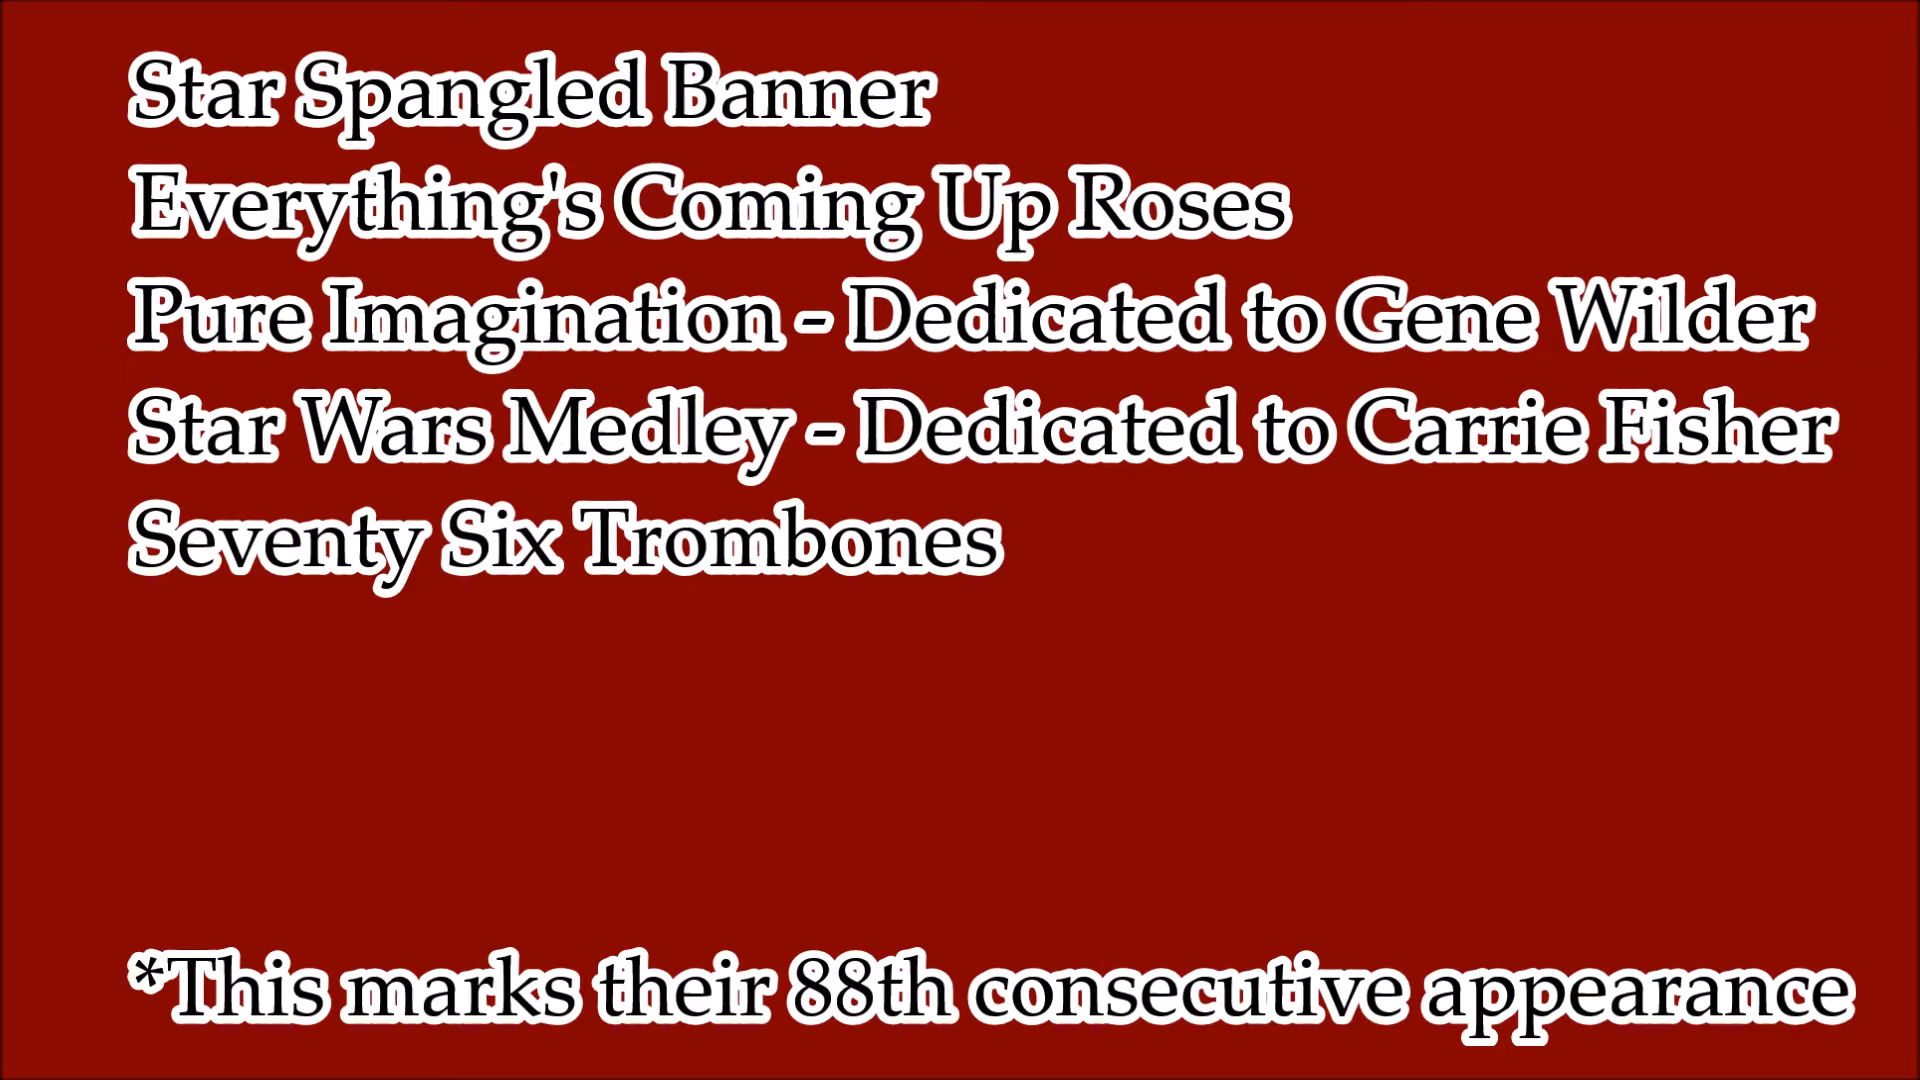 Star Spangled Banner
Everything's Coming Up Roses
Pure Imagination - Dedicated to Gene Wilder
Star Wars Medley - Dedicated to Carrie Fisher
Seventy Six Trombones
*This marks their 88th consecutive appearance